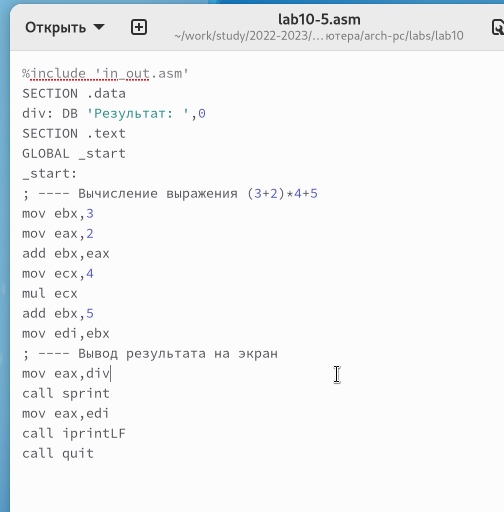 Открыть
lab10-5.asm
~/work/study/2022-2023/…ютера/arch-pc/labs/lab10
%include 'in_out.asm'
SECTION .data
div: DB 'Результат: ',0
SECTION .text
GLOBAL _start
_start:
; ---- Вычисление выражения (3+2)*4+5
mov ebx,3
mov eax,2
add ebx,eax
mov ecx,4
mul ecx
add ebx,5
mov edi,ebx
; ---- Вывод результата на экран
mov eax,div
call sprint
mov eax,edi
call iprintLF
call quit